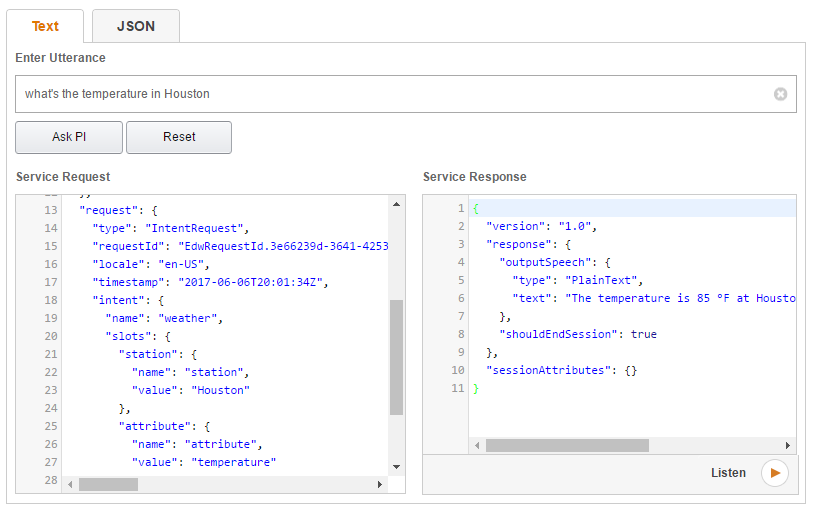 Text
JSON
Enter Utterance
what's the temperature in Houston
Ask PI
Reset
Service Request
13 "request": {
14 "type": "IntentRequest",
15 "requestId": "EdwRequestId.3e66239d-3641-4253
16 "locale": "en-US",
17 "timestamp": "2017-06-06T20:01:34Z",
18 "intent": {
19 "name": "weather",
20 "slots": {
21 "station": {
22 "name": "station",
23 "value": "Houston"
24 },
25 "attribute": {
26 "name": "attribute",
27 "value": "temperature"
28
Service Response
1 {
2 "version": "1.0",
3 "response": {
4 "outputSpeech": {
5 "type": "PlainText",
6 "text": "The temperature is 85 ºF at Housto
7 },
8 "shouldEndSession": true
9 },
10 "sessionAttributes": {}
11 }
Listen